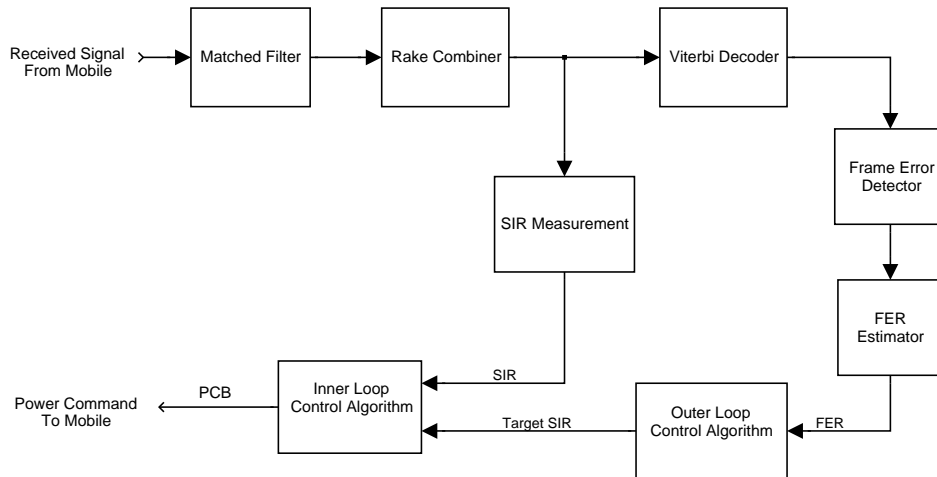 Received Signal
From Mobile
Matched Filter
Rake Combiner
Viterbi Decoder
Frame Error
Detector
SIR Measurement
FER
Estimator
SIR
PCB
Inner Loop
Control Algorithm
Power Command
To Mobile
Target SIR
Outer Loop
Control Algorithm
FER